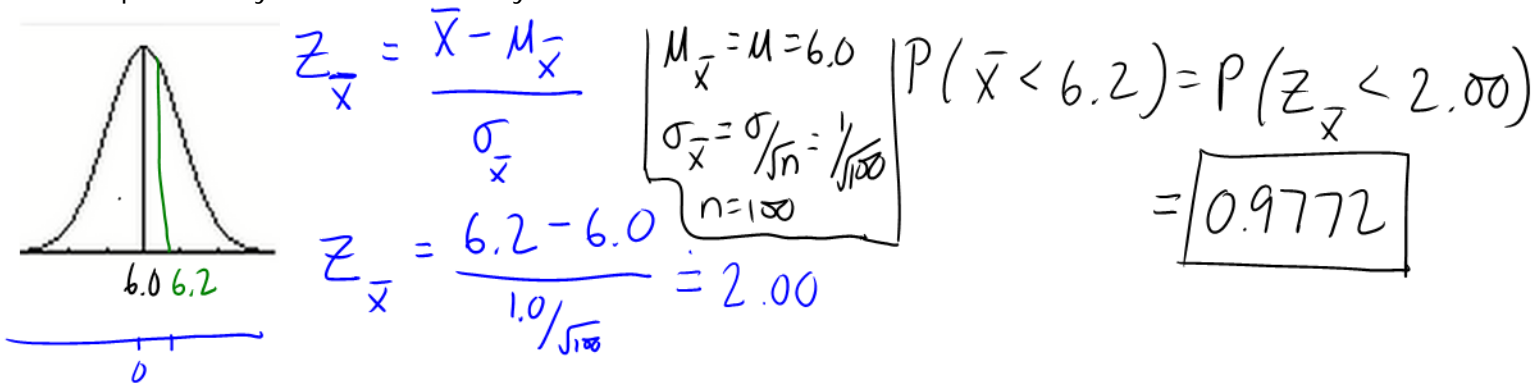 6.0 6.2
0
Z_x̄ = (x̄ - μ_x̄) / σ_x̄
Z_x̄ = (6.2 - 6.0) / (1.0/√100) ≐ 2.00
μ_x̄ = μ = 6.0
σ_x̄ = σ/√n = 1/√100
n=100
P(x̄ < 6.2) = P(Z_x̄ < 2.00)
= 0.9772